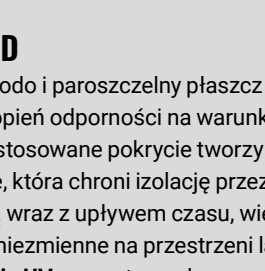 D
odo i paroszczelny płaszcz
opień odporności na warunk
stosowane pokrycie tworzy
, która chroni izolację przez
wraz z upływem czasu, wie
niezmienne na przestrzeni l